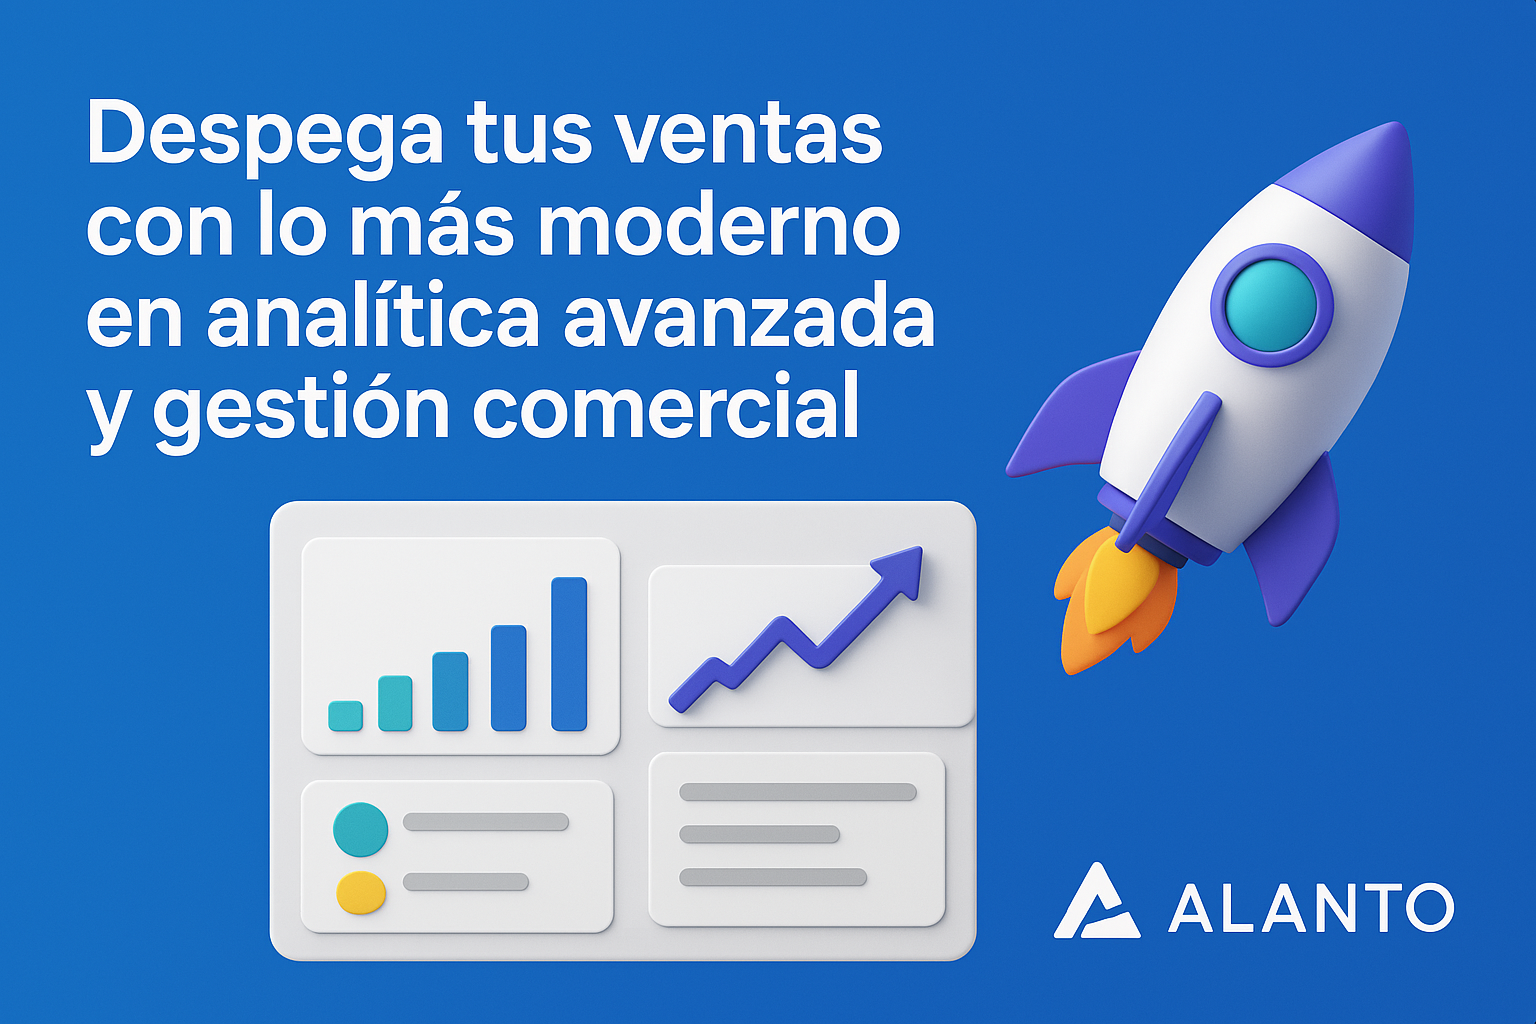 Despega tus ventas
con lo más moderno
en analítica avanzada
y gestión comercial
ALANTO